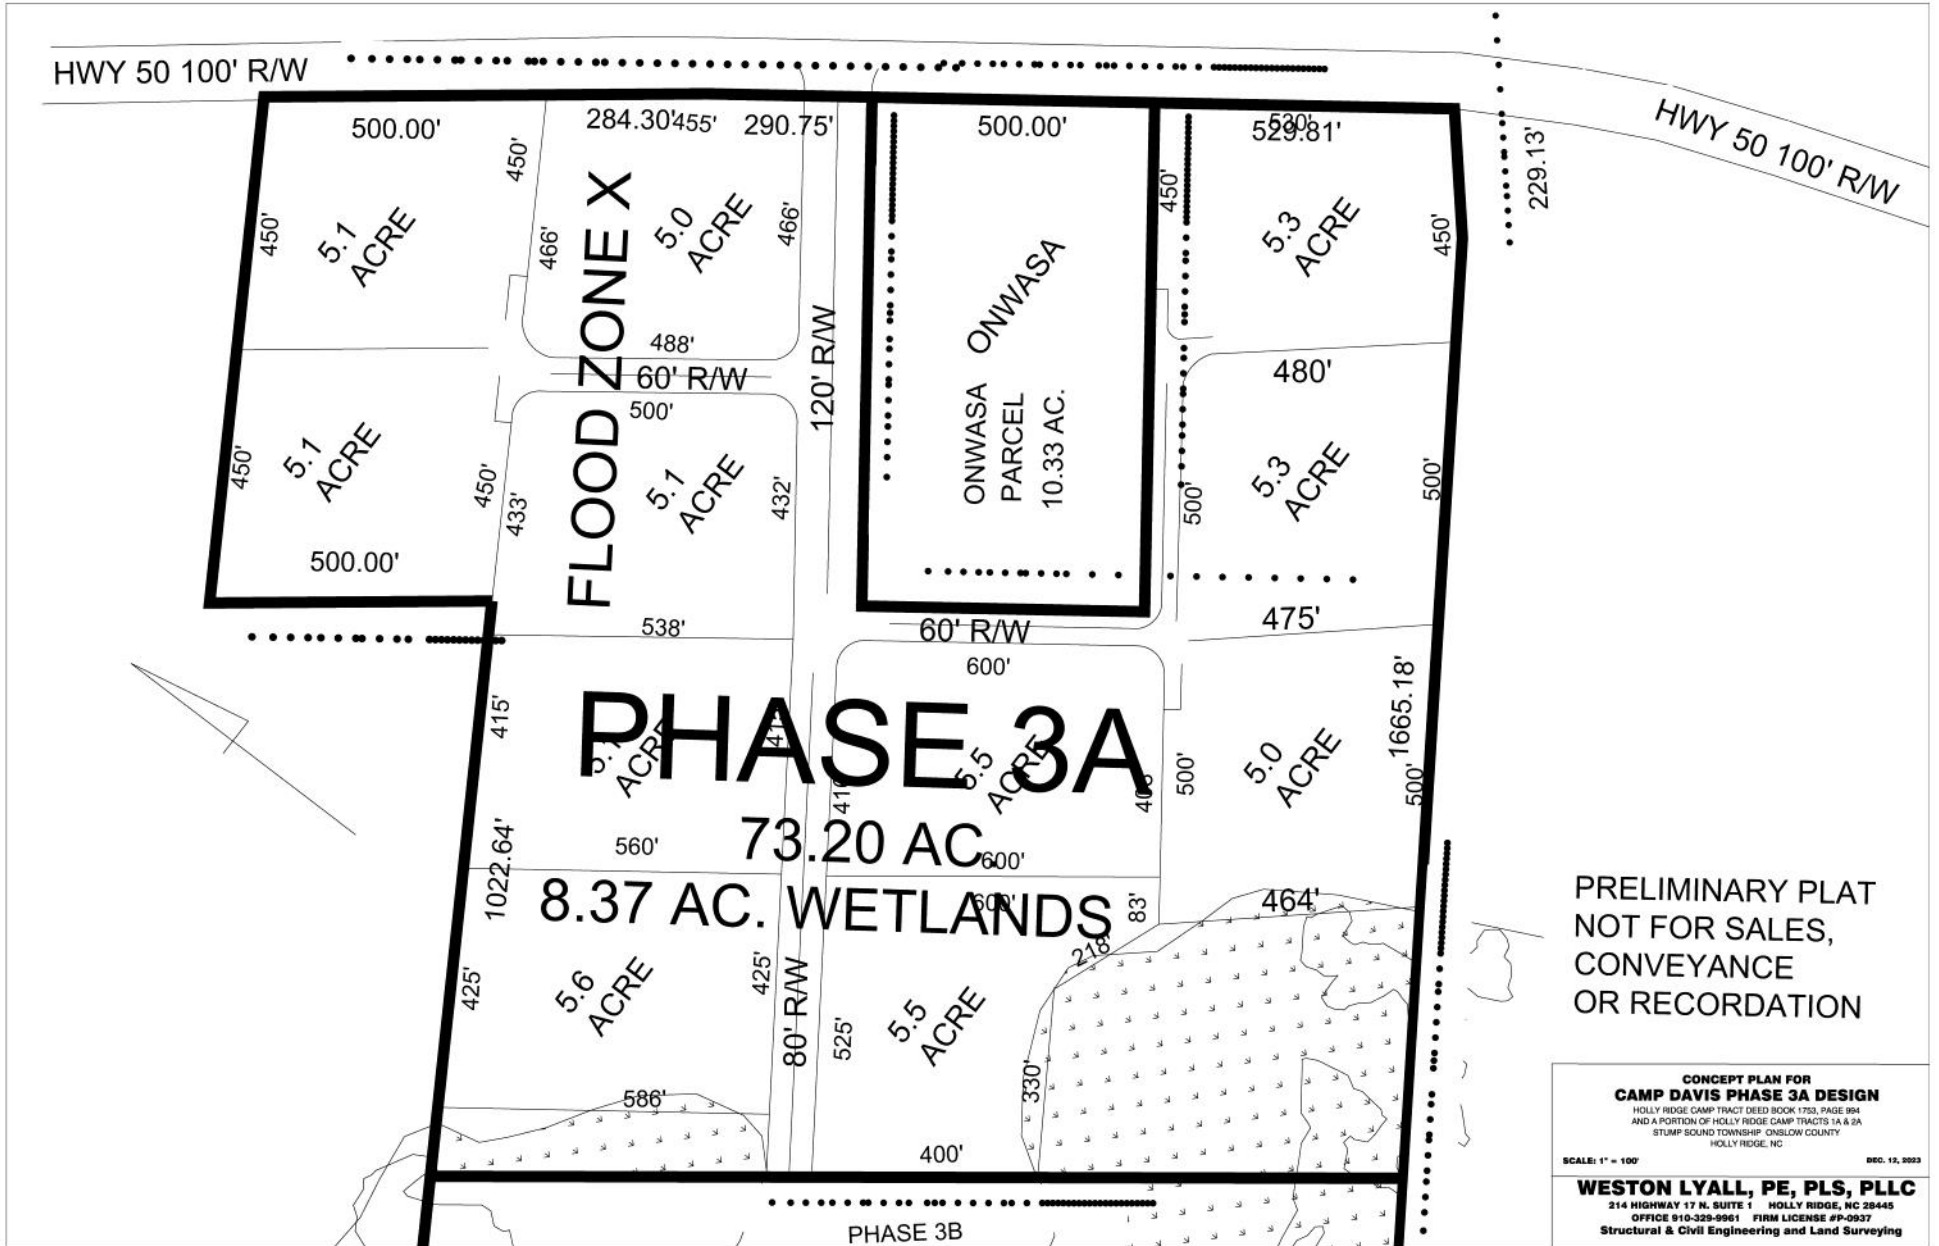 HWY 50 100' R/W
HWY 50 100' R/W
229.13'
500.00'
450'
450'
5.1
ACRE
284.30'
455'
290.75'
466'
466'
5.0
ACRE
488'
FLOOD ZONE X
60' R/W
120' R/W
500.00'
ONWASA
ONWASA
PARCEL
10.33 AC.
530'
529.81'
450'
450'
5.3
ACRE
480'
450'
450'
5.1
ACRE
500.00'
500'
433'
432'
5.1
ACRE
538'
500'
500'
5.3
ACRE
475'
60' R/W
600'
415'
ACRE
560'
1022.64'
PHASE 3A
73.20 AC.
8.37 AC. WETLANDS
5.5
ACRE
600'
600'
83'
218'
500'
500'
1665.18'
5.0
ACRE
464'
425'
425'
5.6
ACRE
586'
80' R/W
525'
5.5
ACRE
330'
400'
PHASE 3B
PRELIMINARY PLAT
NOT FOR SALES,
CONVEYANCE
OR RECORDATION
CONCEPT PLAN FOR
CAMP DAVIS PHASE 3A DESIGN
HOLLY RIDGE CAMP TRACT DEED BOOK 1753, PAGE 994
AND A PORTION OF HOLLY RIDGE CAMP TRACTS 1A & 2A
STUMP SOUND TOWNSHIP ONSLOW COUNTY
HOLLY RIDGE, NC
SCALE: 1" = 100'
DEC. 12, 2023
WESTON LYALL, PE, PLS, PLLC
214 HIGHWAY 17 N. SUITE 1 HOLLY RIDGE, NC 28445
OFFICE 910-329-9961 FIRM LICENSE #P-0937
Structural & Civil Engineering and Land Surveying